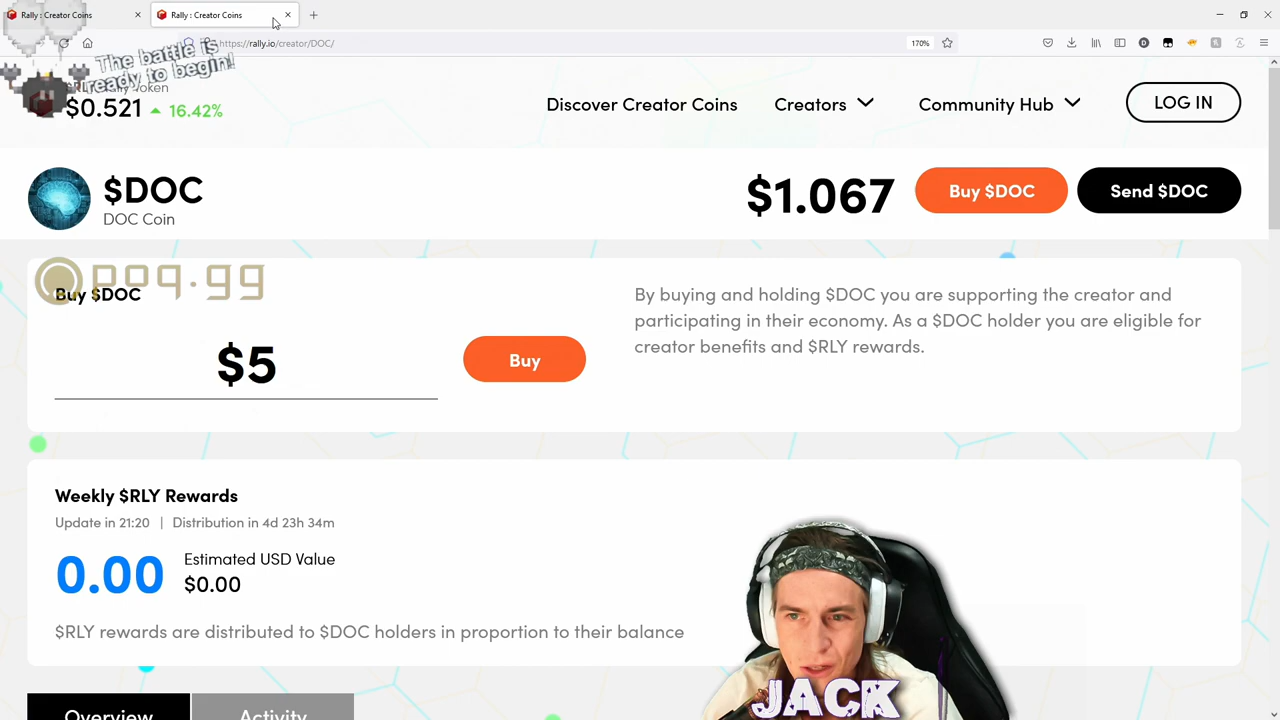 Rally : Creator Coins
Rally : Creator Coins
https://rally.io/creator/DOC/
170%
The battle is
ready to begin!
$0.521 16.42%
Discover Creator Coins
Creators
Community Hub
LOG IN
$DOC
DOC Coin
$1.067
Buy $DOC
Send $DOC
poq.gg
Buy $DOC
$5
Buy
By buying and holding $DOC you are supporting the creator and
participating in their economy. As a $DOC holder you are eligible for
creator benefits and $RLY rewards.
Weekly $RLY Rewards
Update in 21:20 | Distribution in 4d 23h 34m
0.00
Estimated USD Value
$0.00
$RLY rewards are distributed to $DOC holders in proportion to their balance
JACK
Overview
Activity